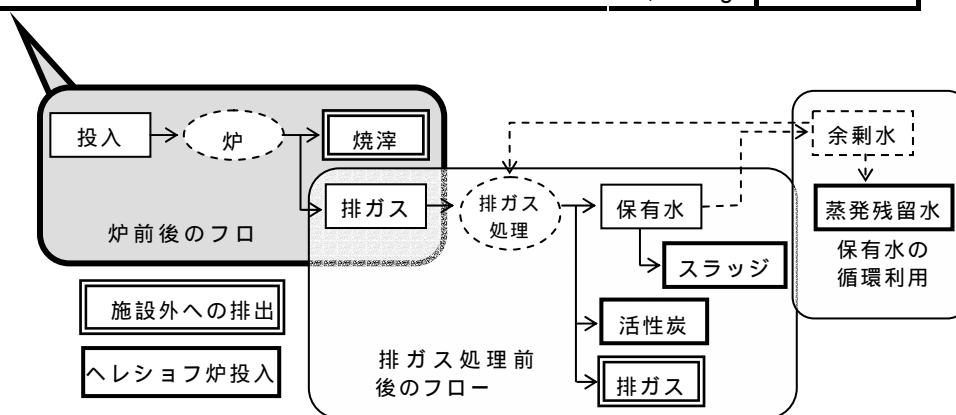 投入
炉
焼滓
余剰水
排ガス
排ガス
処理
保有水
蒸発残留水
炉前後のフロ
保有水の
循環利用
スラッジ
施設外への排出
活性炭
ヘレショフ炉投入
排ガス処理前
後のフロー
排ガス